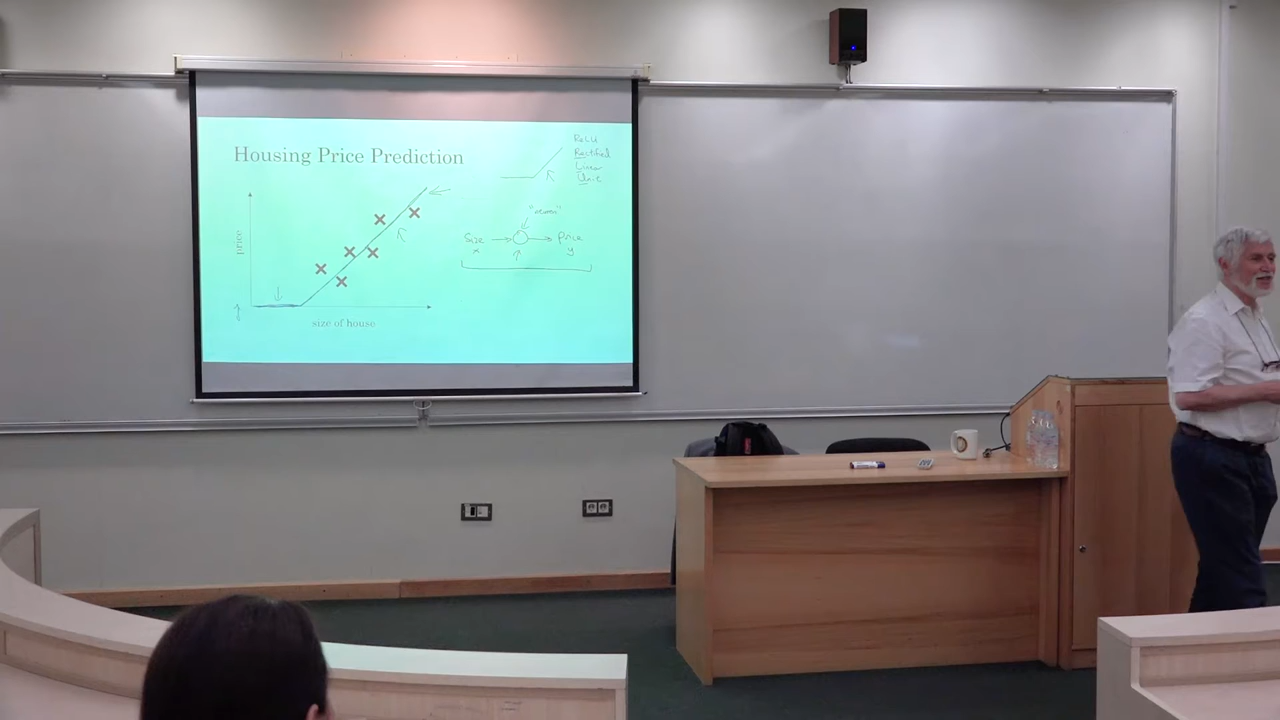 Housing Price Prediction
ReLU
Rectified
Linear
Unit
price
size of house
"neuron"
size
x
price
y